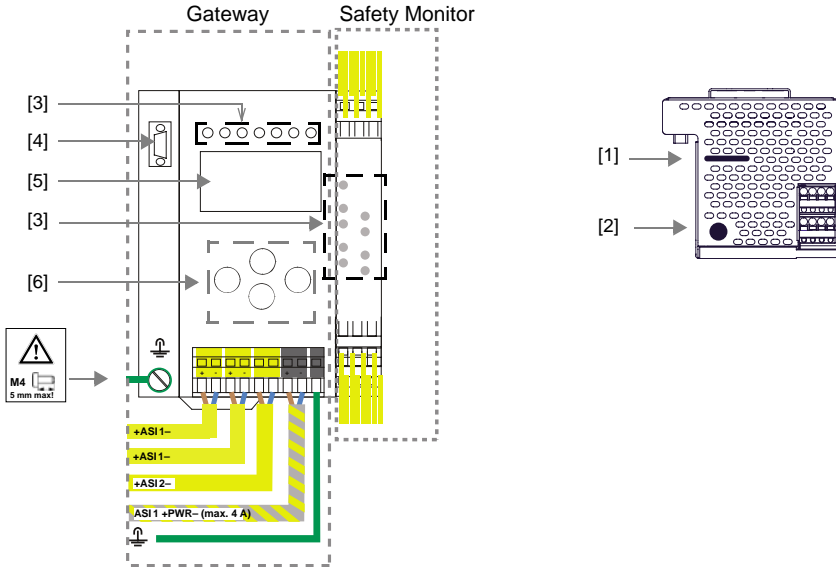 Gateway Safety Monitor
[3]
[4]
[5]
[3]
[6]
[1]
[2]
M4
5 mm max!
+ - + - + -
+ASI 1–
+ASI 1–
+ASI 2–
ASI 1 +PWR– (max. 4 A)